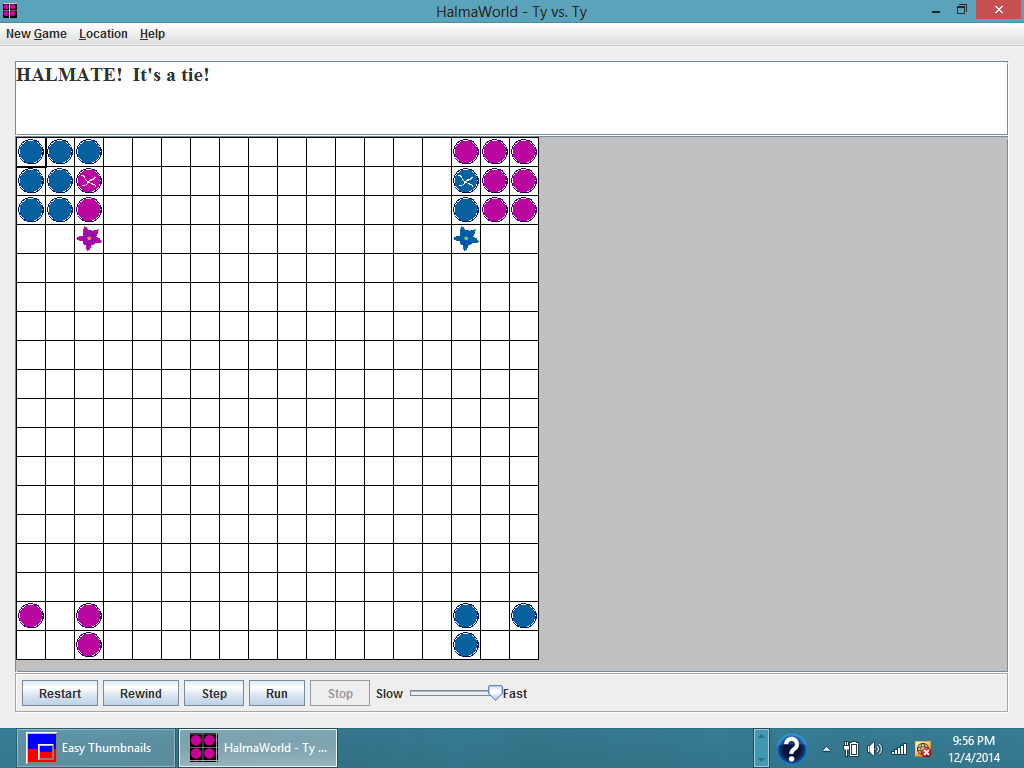 HalmaWorld - Ty vs. Ty
New Game Location Help
HALMATE! It's a tie!
Restart Rewind Step Run Stop Slow Fast
Easy Thumbnails
HalmaWorld - Ty ...
9:56 PM
12/4/2014